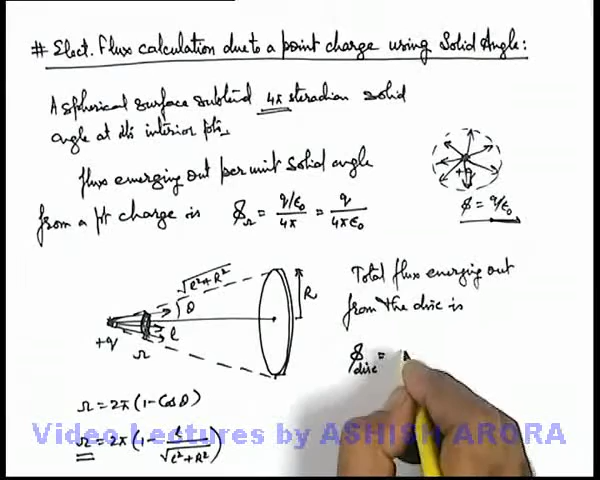 # Elect. Flux calculation due to a point charge using Solid Angle:
A spherical surface subtend 4π steradian solid
angle at its interior pts.
flux emerging out per unit solid angle
from a pt charge is ϕ_Ω = (q/ε₀)/4π = q/4πε₀
+q
ϕ = q/ε₀
√(l²+R²)
θ
R
l
+q
Ω
Total flux emerging out
from the disc is
ϕ_disc =
Ω = 2π(1-Cosθ)
Ω = 2π(1 - l/√(l²+R²))
Video Lectures by ASHISH ARORA